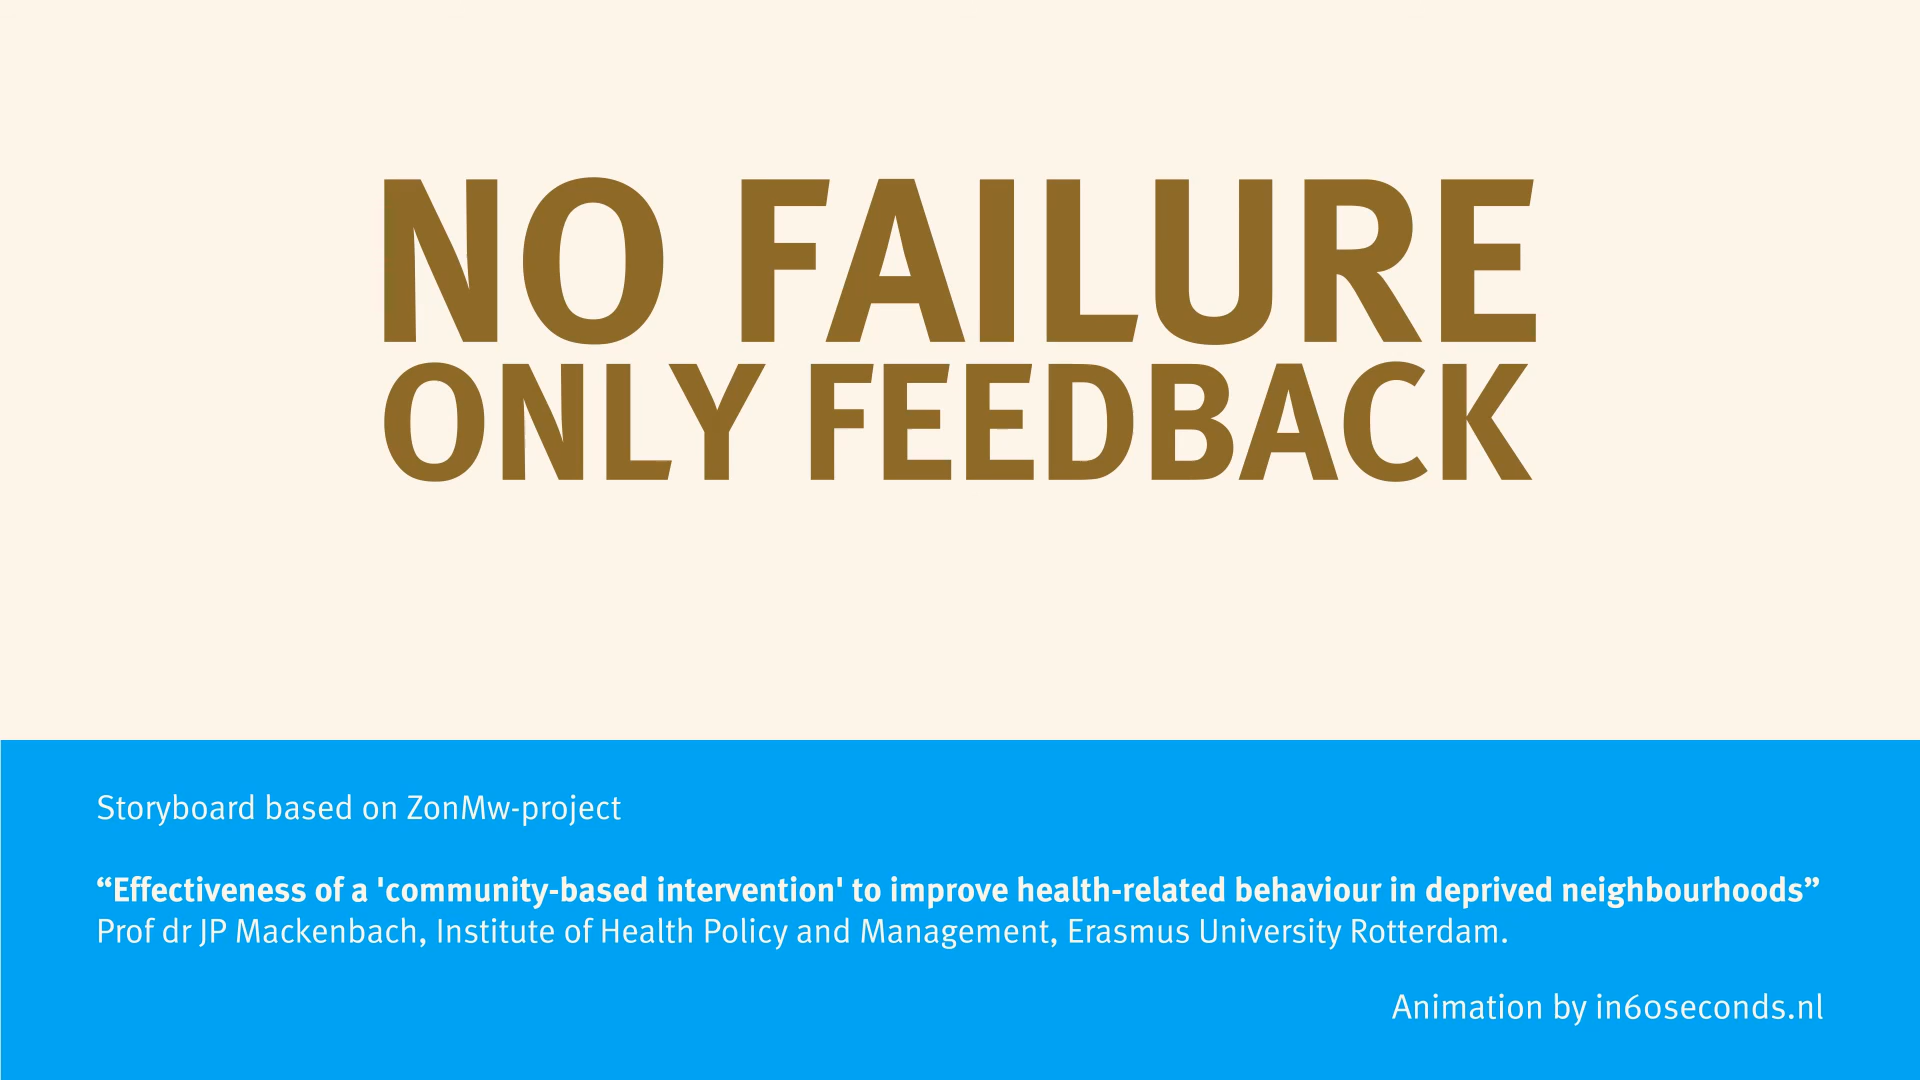 NO FAILURE
ONLY FEEDBACK
Storyboard based on ZonMw-project
“Effectiveness of a 'community-based intervention' to improve health-related behaviour in deprived neighbourhoods”
Prof dr JP Mackenbach, Institute of Health Policy and Management, Erasmus University Rotterdam.
Animation by in60seconds.nl